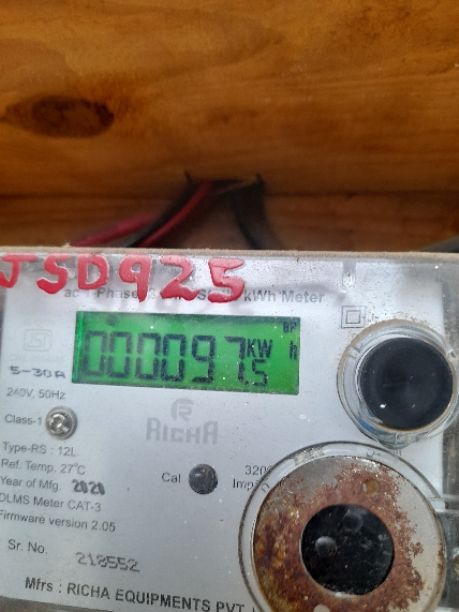 JSD925
ac 1 Phase kWh Meter
BP
000097.5 KW h
5-30A
240V, 50Hz
Class-1
RICHA
Type-RS : 12L
Ref. Temp. 27°C
Cal
Year of Mfg. 2020
DLMS Meter CAT-3
Firmware version 2.05
Sr. No. 218552
Mfrs : RICHA EQUIPMENTS PVT